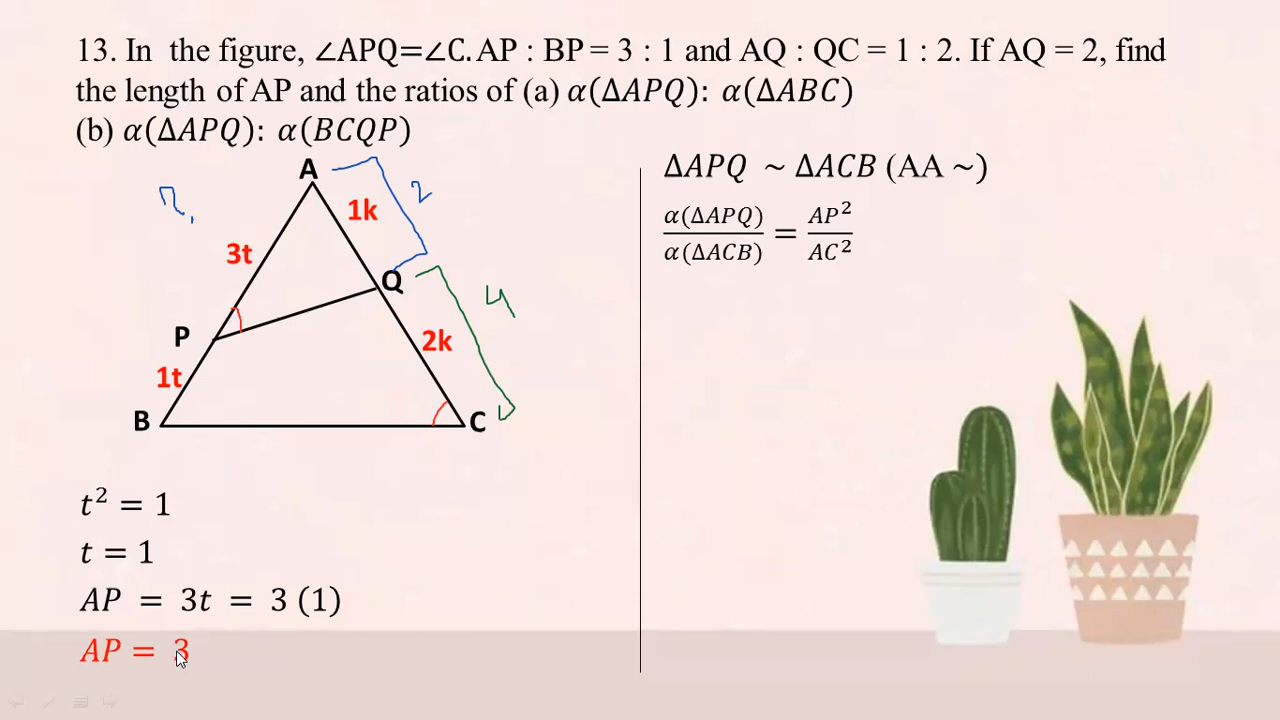 13. In the figure, ∠APQ=∠C. AP : BP = 3 : 1 and AQ : QC = 1 : 2. If AQ = 2, find
the length of AP and the ratios of (a) 𝛼(ΔAPQ): 𝛼(ΔABC)
(b) 𝛼(ΔAPQ): 𝛼(BCQP)
A
1k
2
3t
Q
4
P
2k
1t
B
C
t² = 1
t = 1
AP = 3t = 3 (1)
AP = 3
ΔAPQ ~ ΔACB (AA ~)
𝛼(ΔAPQ)/𝛼(ΔACB) = AP²/AC²